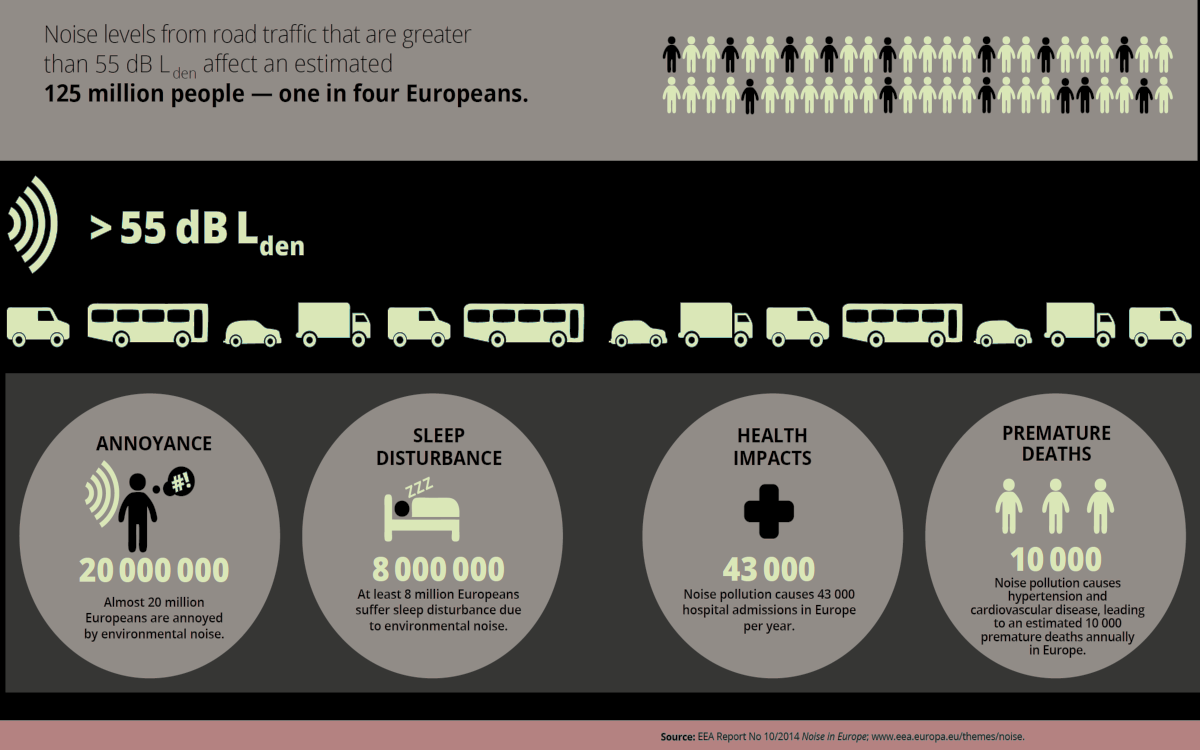 Noise levels from road traffic that are greater
than 55 dB Lden affect an estimated
125 million people — one in four Europeans.
> 55 dB Lden
ANNOYANCE
#!
20 000 000
Almost 20 million
Europeans are annoyed
by environmental noise.
SLEEP
DISTURBANCE
ZZZ
8 000 000
At least 8 million Europeans
suffer sleep disturbance due
to environmental noise.
HEALTH
IMPACTS
43 000
Noise pollution causes 43 000
hospital admissions in Europe
per year.
PREMATURE
DEATHS
10 000
Noise pollution causes
hypertension and
cardiovascular disease, leading
to an estimated 10 000
premature deaths annually
in Europe.
Source: EEA Report No 10/2014 Noise in Europe; www.eea.europa.eu/themes/noise.